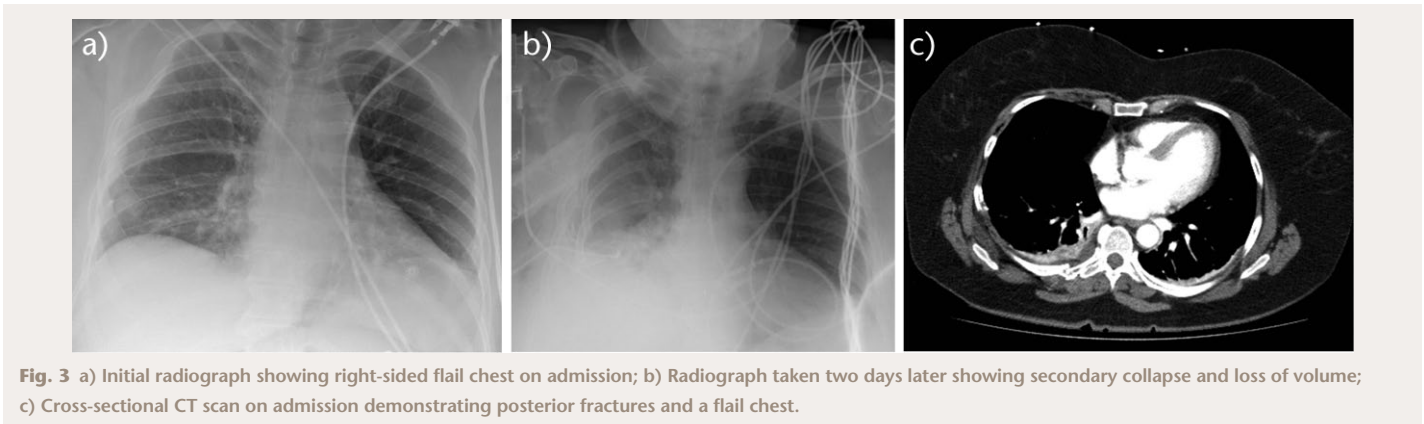 a)
b)
c)
Fig. 3 a) Initial radiograph showing right-sided flail chest on admission; b) Radiograph taken two days later showing secondary collapse and loss of volume;
c) Cross-sectional CT scan on admission demonstrating posterior fractures and a flail chest.